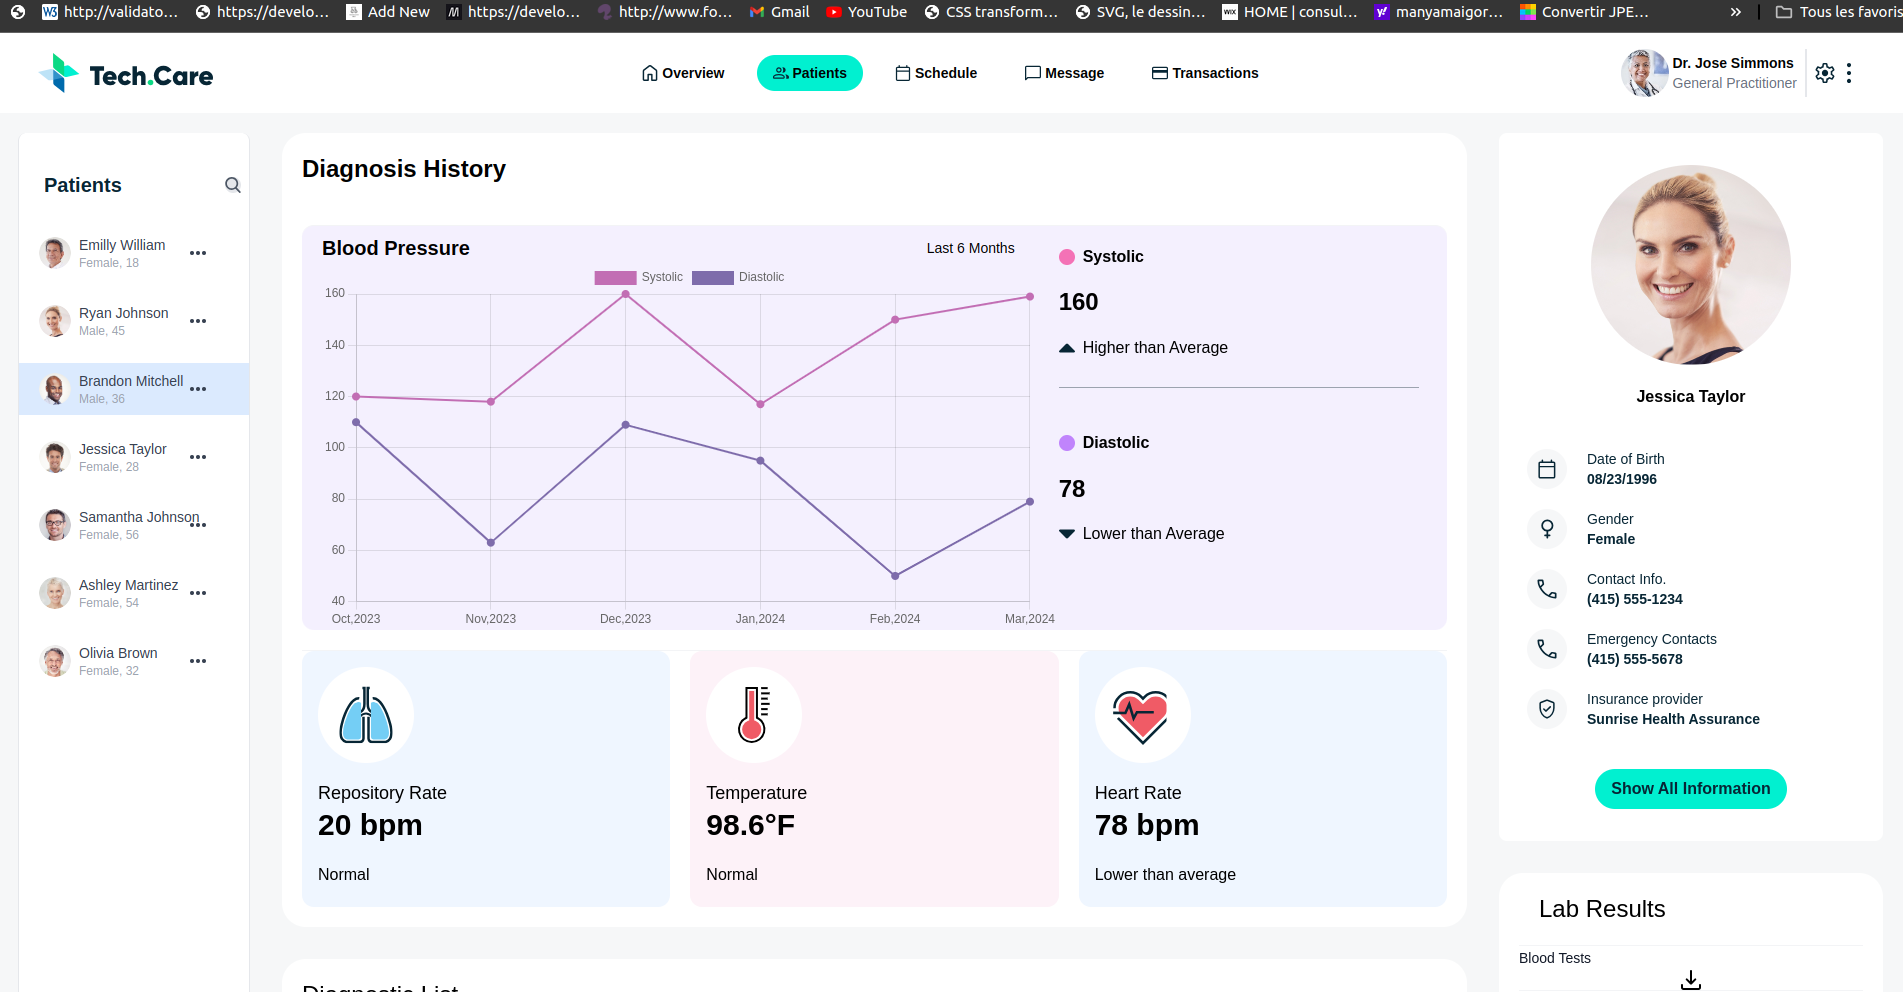 http://validato...
https://develo...
Add New
https://develo...
http://www.fo...
Gmail
YouTube
CSS transform...
SVG, le dessin...
HOME | consul...
manyamaigor...
Convertir JPE...
»
Tous les favoris
Tech.Care
Overview
Patients
Schedule
Message
Transactions
Dr. Jose Simmons
General Practitioner
Patients
Emilly William
Female, 18
Ryan Johnson
Male, 45
Brandon Mitchell
Male, 36
Jessica Taylor
Female, 28
Samantha Johnson
Female, 56
Ashley Martinez
Female, 54
Olivia Brown
Female, 32
Diagnosis History
Blood Pressure
Last 6 Months
Systolic
Diastolic
160
140
120
100
80
60
40
Oct,2023
Nov,2023
Dec,2023
Jan,2024
Feb,2024
Mar,2024
Systolic
160
Higher than Average
Diastolic
78
Lower than Average
Repository Rate
20 bpm
Normal
Temperature
98.6°F
Normal
Heart Rate
78 bpm
Lower than average
Diagnostic List
Jessica Taylor
Date of Birth
08/23/1996
Gender
Female
Contact Info.
(415) 555-1234
Emergency Contacts
(415) 555-5678
Insurance provider
Sunrise Health Assurance
Show All Information
Lab Results
Blood Tests